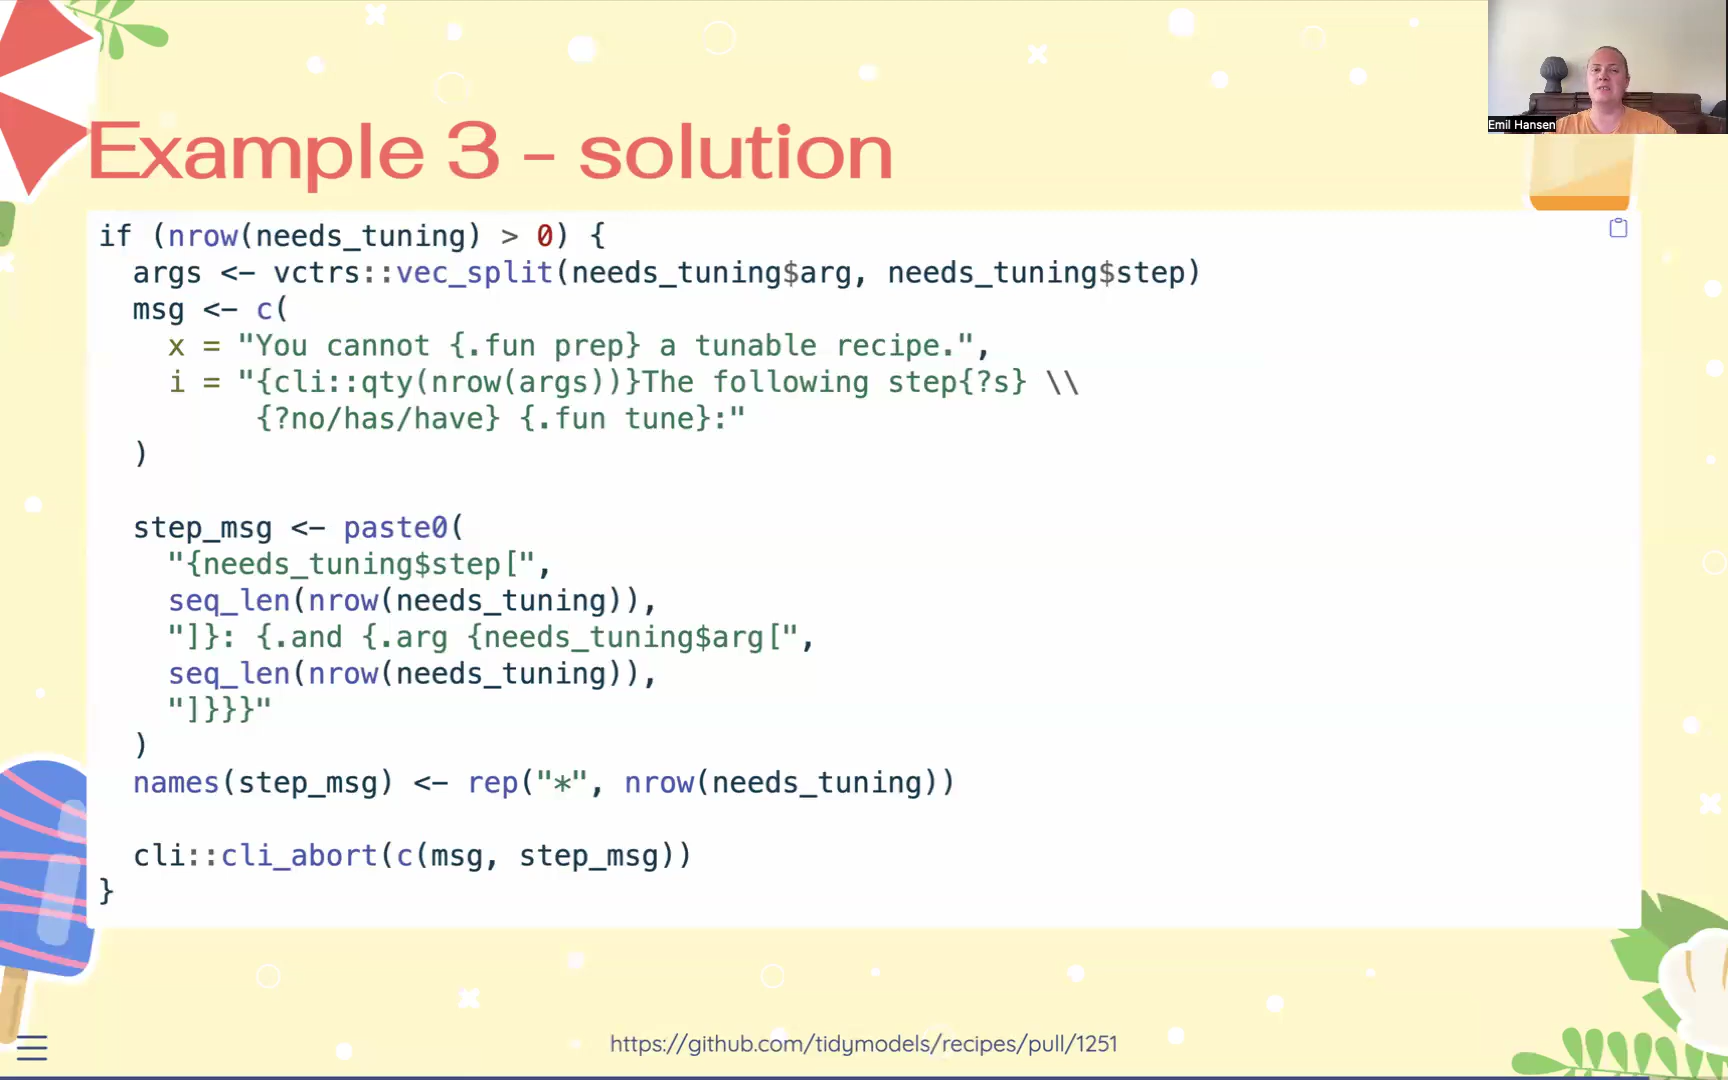 Emil Hansen
Example 3 - solution
if (nrow(needs_tuning) > 0) {
  args <- vctrs::vec_split(needs_tuning$arg, needs_tuning$step)
  msg <- c(
    x = "You cannot {.fun prep} a tunable recipe.",
    i = "{cli::qty(nrow(args))}The following step{?s} \\
         {?no/has/have} {.fun tune}:"
  )
  step_msg <- paste0(
    "{needs_tuning$step[",
    seq_len(nrow(needs_tuning)),
    "]}: {.and {.arg {needs_tuning$arg[",
    seq_len(nrow(needs_tuning)),
    "]}}}"
  )
  names(step_msg) <- rep("*", nrow(needs_tuning))
  cli::cli_abort(c(msg, step_msg))
}
https://github.com/tidymodels/recipes/pull/1251